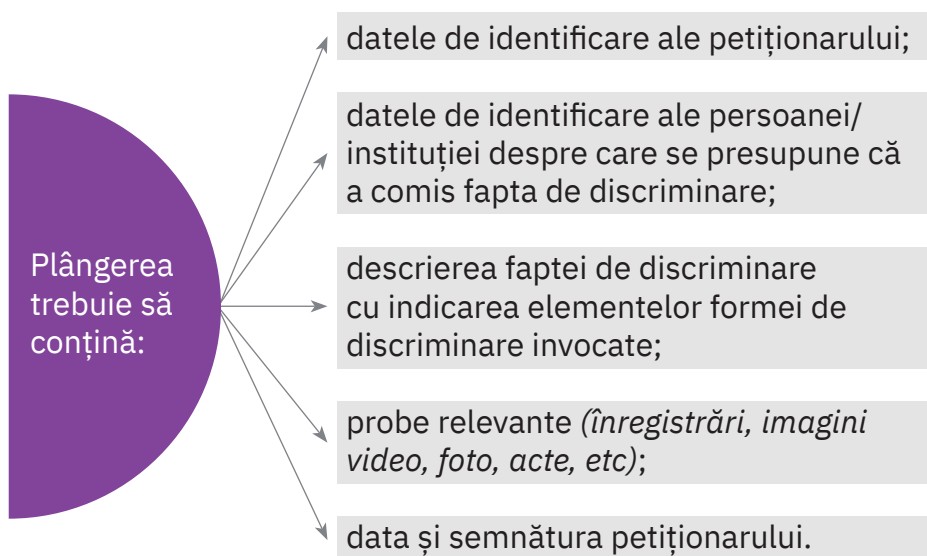 Plângerea
trebuie să
conțină:
datele de identificare ale petiționarului;
datele de identificare ale persoanei/
instituției despre care se presupune că
a comis fapta de discriminare;
descrierea faptei de discriminare
cu indicarea elementelor formei de
discriminare invocate;
probe relevante (înregistrări, imagini
video, foto, acte, etc);
data și semnătura petiționarului.